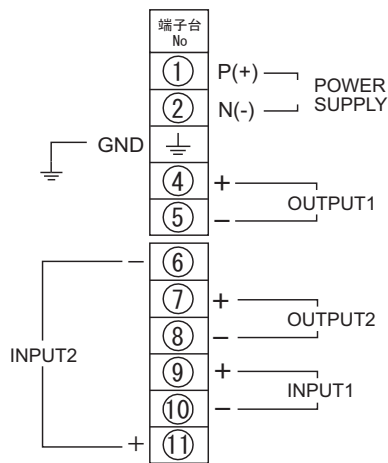 端子台
No
① P(+)
POWER
SUPPLY
② N(-)
GND
④ +
OUTPUT1
⑤ −
− ⑥
⑦ +
OUTPUT2
⑧ −
INPUT2
⑨ +
INPUT1
⑩ −
+ ⑪